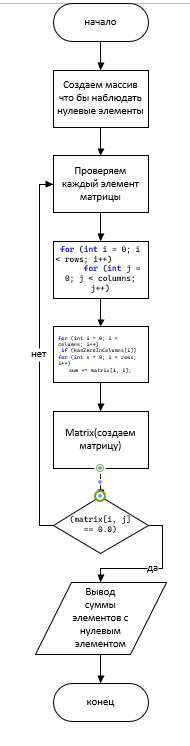 начало
Создаем массив
что бы наблюдать
нулевые элементы
Проверяем
каждый элемент
матрицы
for (int i = 0; i
< rows; i++)
for (int j =
0; j < columns;
j++)
for (int i = 0; i <
columns; i++)
if (HasZeroInColumns[i])
for (int s = 0; i < rows;
i++)
sum += matrix[i, i];
нет
Matrix(создаем
матрицу)
(matrix[i, j]
== 0.0)
да
Вывод
суммы
элементов с
нулевым
элементом
конец